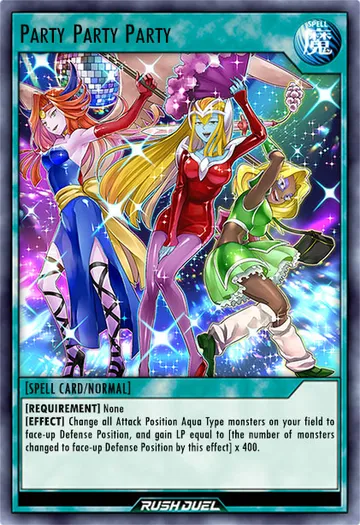 PARTY PARTY PARTY
SPELL
魔
[SPELL CARD/NORMAL]
[REQUIREMENT] None
[EFFECT] Change all Attack Position Aqua Type monsters on your field to
face-up Defense Position, and gain LP equal to [the number of monsters
changed to face-up Defense Position by this effect] x 400.
RUSH DUEL